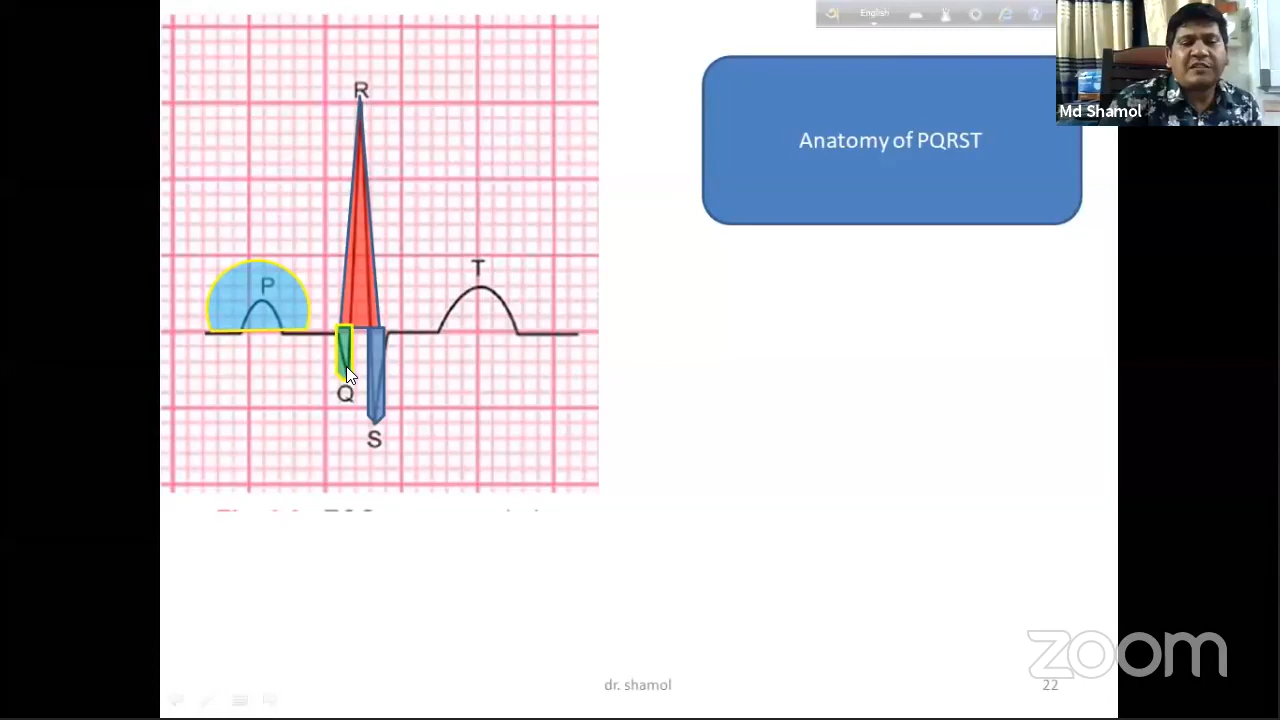 English
Md Shamol
Anatomy of PQRST
R
P
T
Q
S
dr. shamol
22
zoom